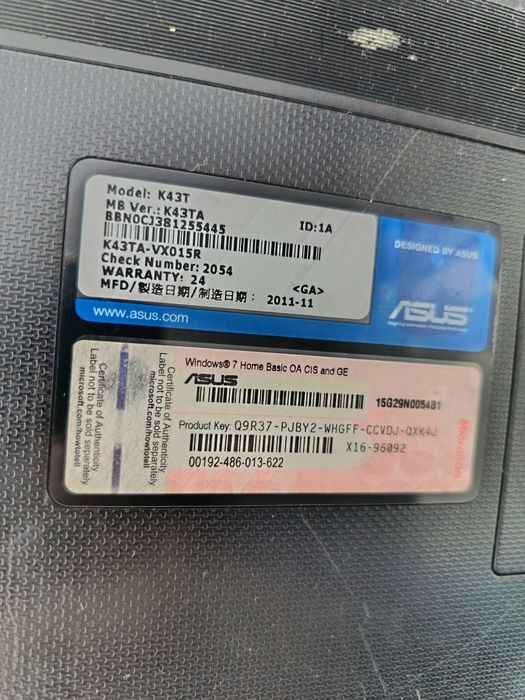 Model: K43T
MB Ver.: K43TA
BBN0CJ381255445
ID:1A
K43TA-VX015R
Check Number: 2054
WARRANTY: 24
<GA>
MFD/製造日期/制造日期: 2011-11
www.asus.com
DESIGNED BY ASUS
ASUS
Certificate of Authenticity
Label not to be sold separately
microsoft.com/howtotell
Certificate of Authenticity
Label not to be sold separately
microsoft.com/howtotell
Windows® 7 Home Basic OA CIS and GE
ASUS
15G29N005481
Product Key: Q9R37-PJBY2-WHGFF-CCVDJ-QXK4J
X16-96092
00192-486-013-622
Microsoft